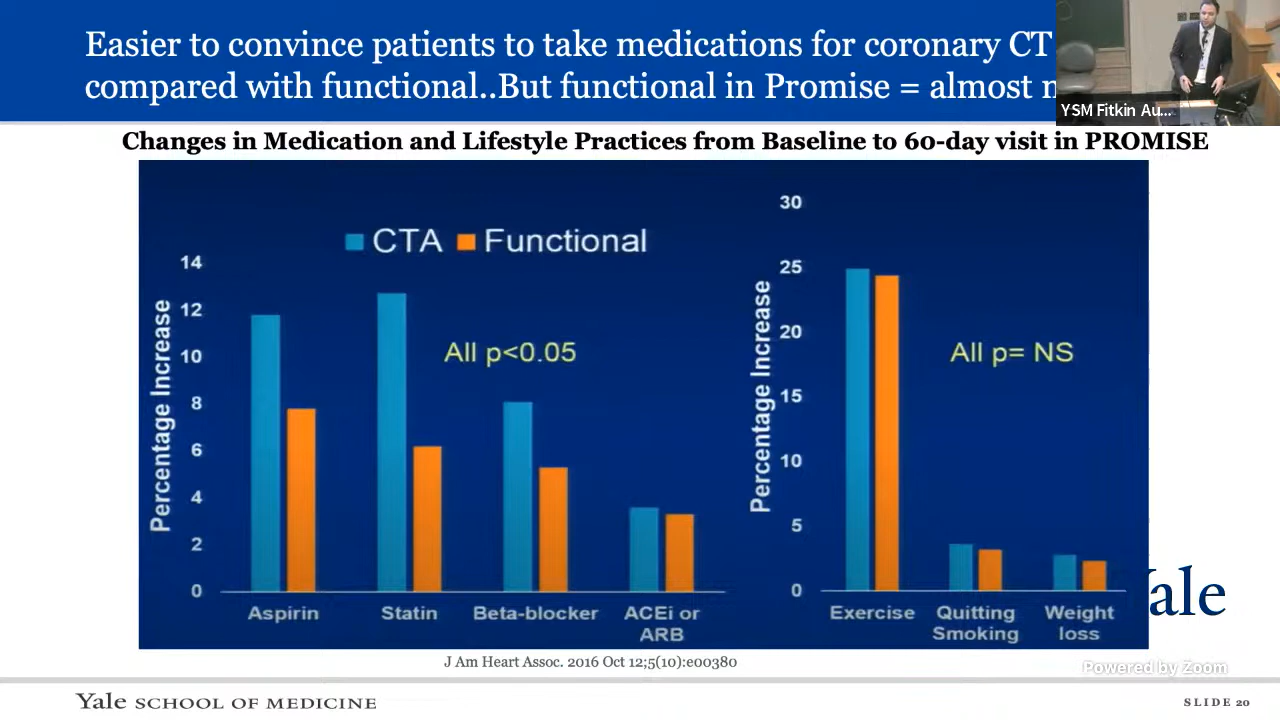 Easier to convince patients to take medications for coronary CT
compared with functional..But functional in Promise = almost
YSM Fitkin Au...
Changes in Medication and Lifestyle Practices from Baseline to 60-day visit in PROMISE
CTA Functional
Percentage Increase
14
12
10
8
6
4
2
0
All p<0.05
Aspirin
Statin
Beta-blocker
ACEi or
ARB
Percentage Increase
30
25
20
15
10
5
0
All p= NS
Exercise
Quitting
Smoking
Weight
loss
Yale
J Am Heart Assoc. 2016 Oct 12;5(10):e00380
Powered by Zoom
Yale SCHOOL OF MEDICINE
SLIDE 20